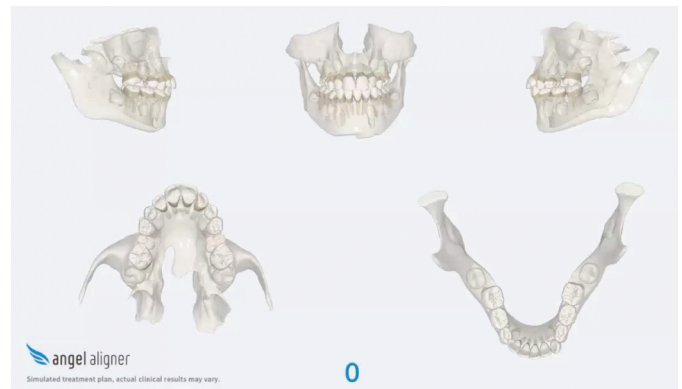 angel aligner
Simulated treatment plan, actual clinical results may vary.
0